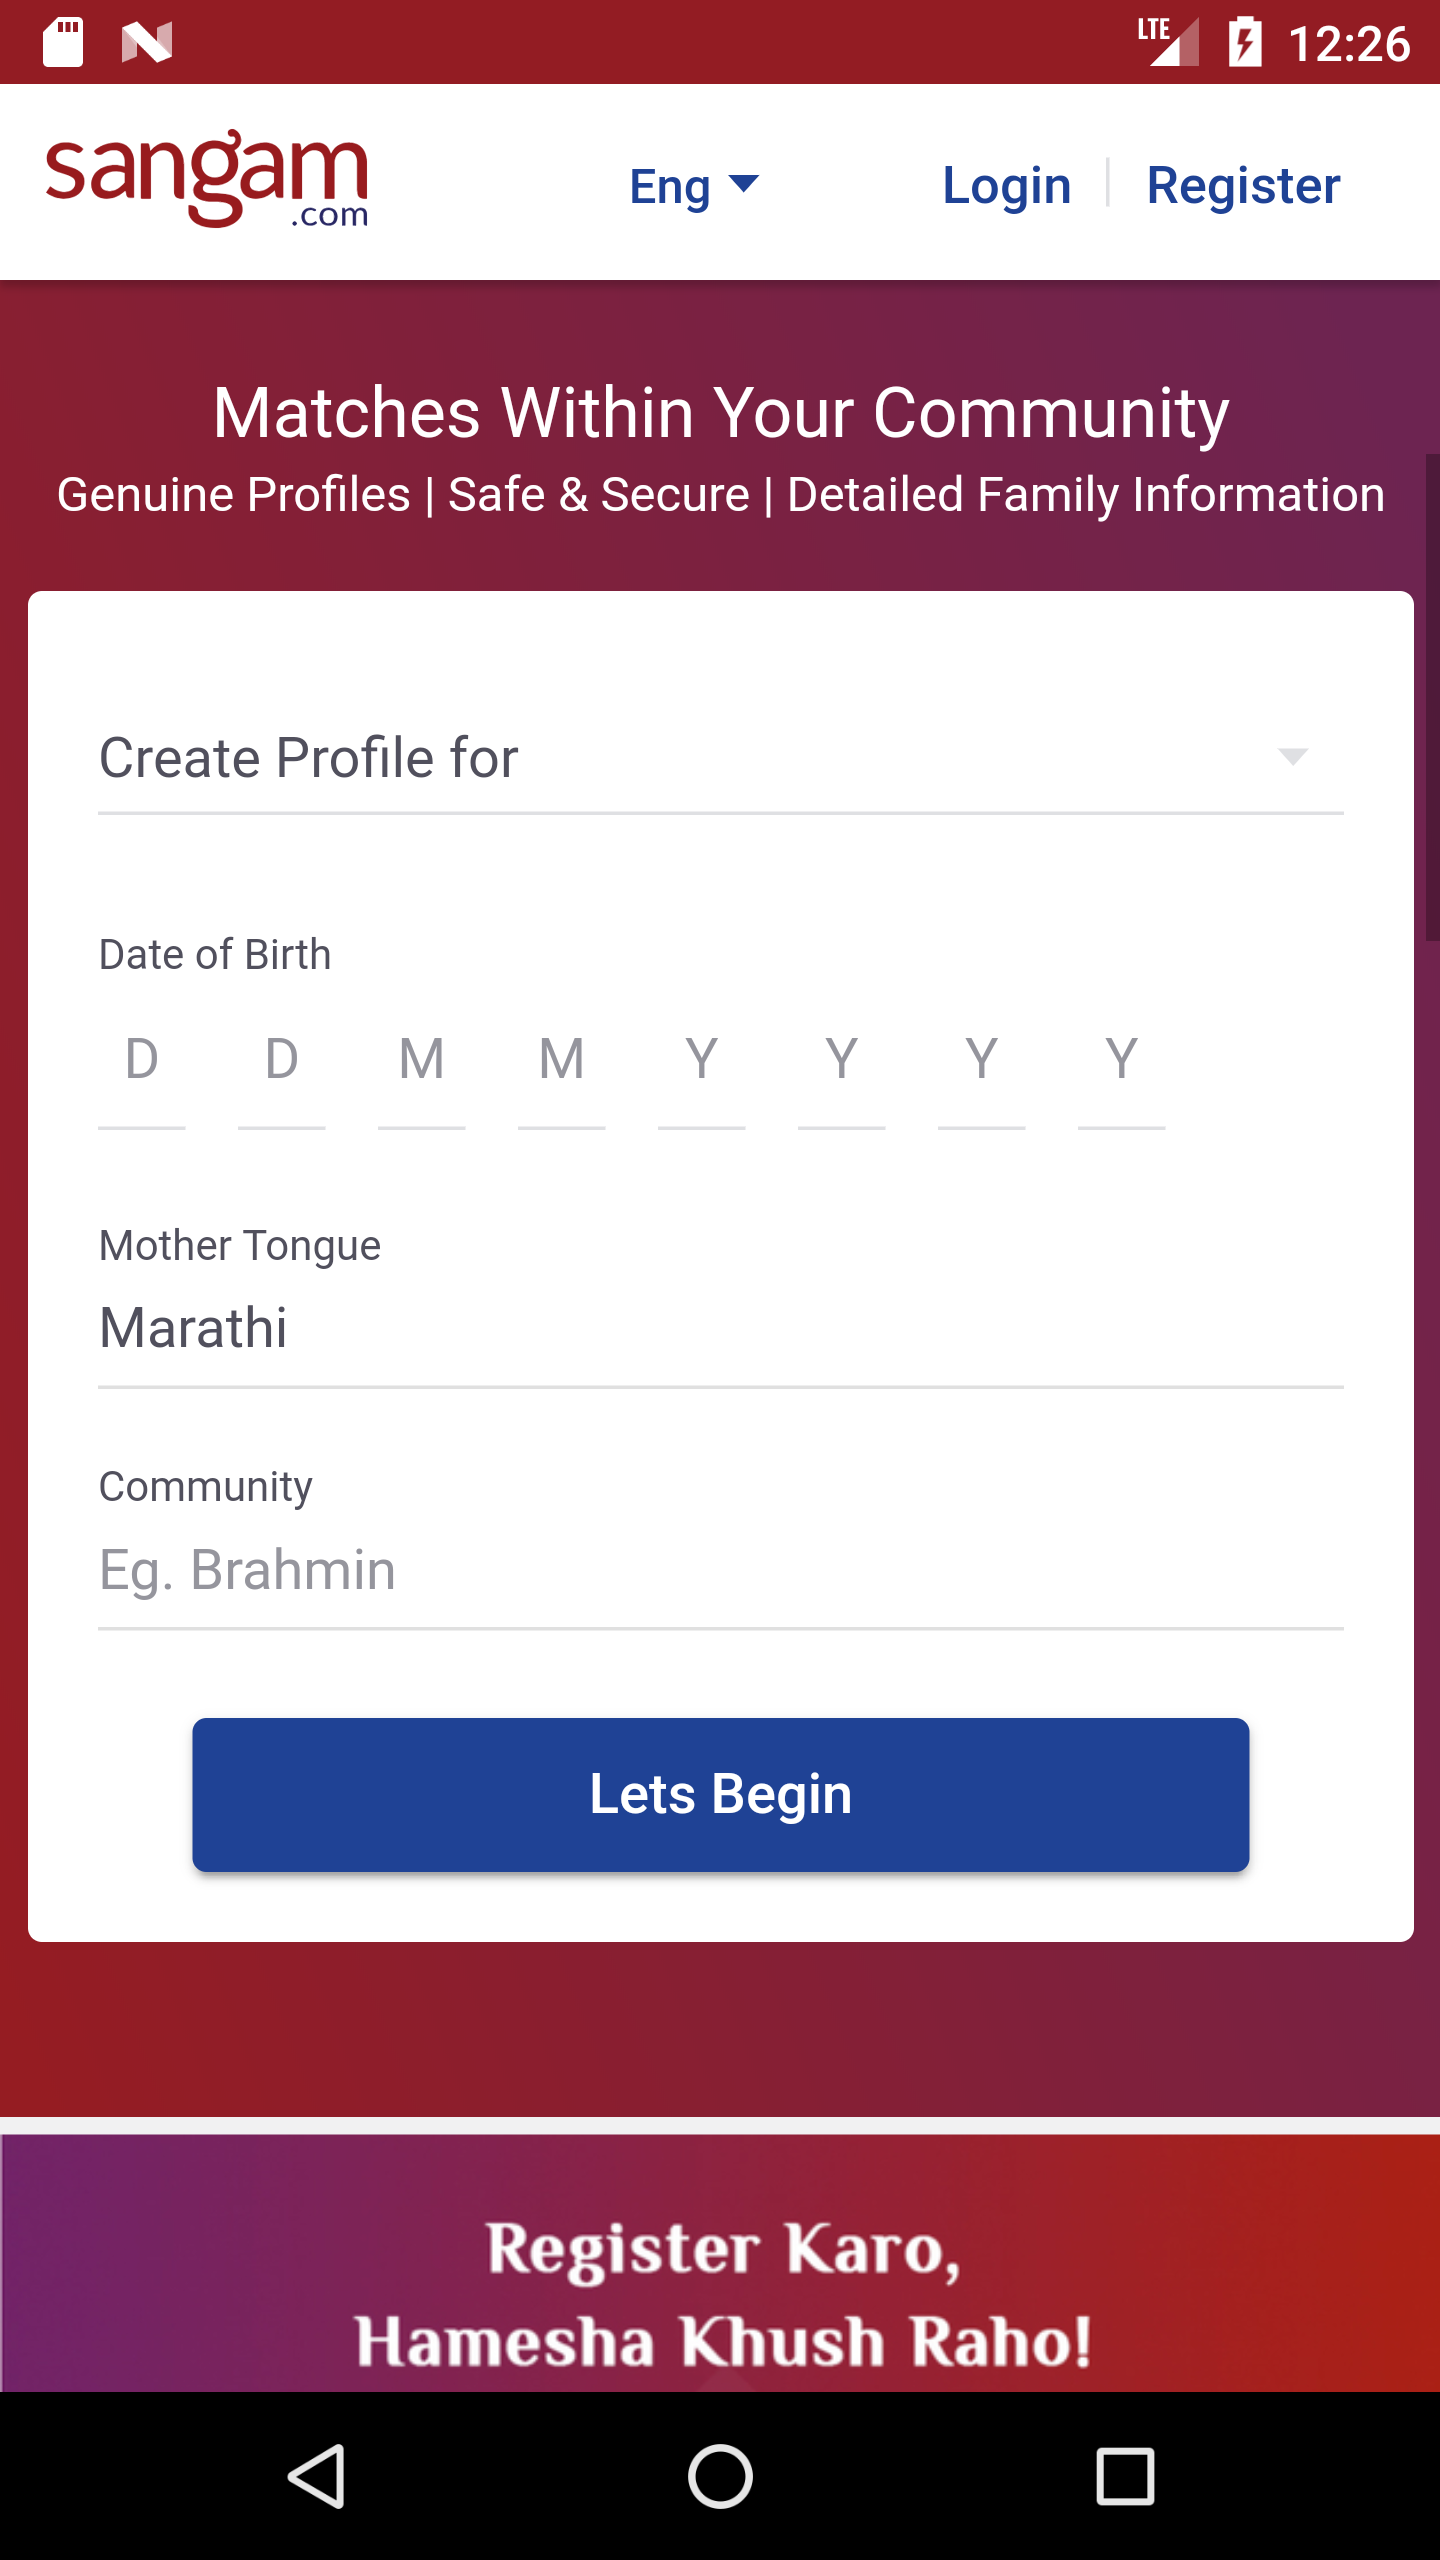 LTE 12:26
sangam
.com
Eng Login Register
Matches Within Your Community
Genuine Profiles | Safe & Secure | Detailed Family Information
Create Profile for
Date of Birth
D D M M Y Y Y Y
Mother Tongue
Marathi
Community
Eg. Brahmin
Lets Begin
Register Karo,
Hamesha Khush Raho!